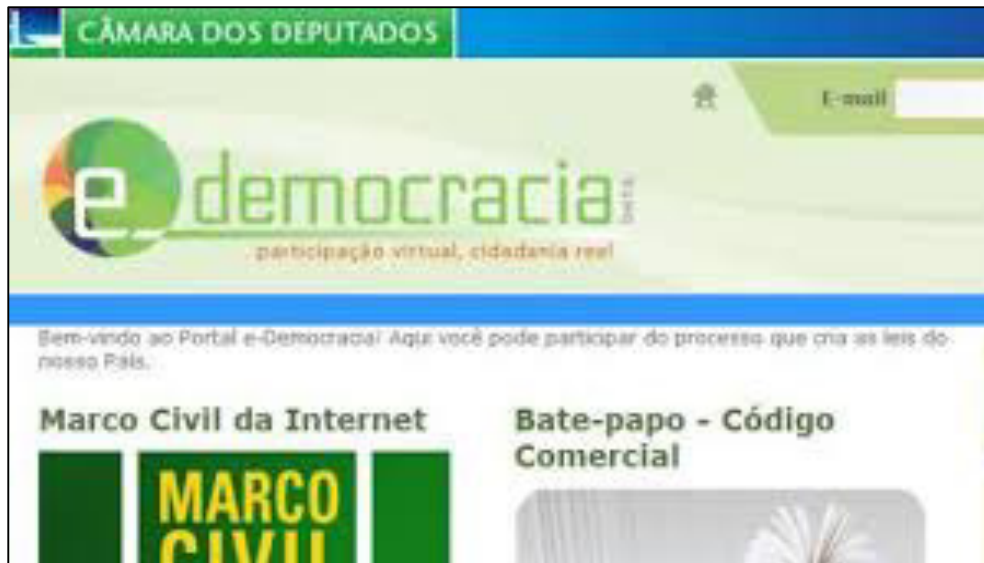 CÂMARA DOS DEPUTADOS
E-mail
e-democracia
BETA
participação virtual, cidadania real
Bem-vindo ao Portal e-Democracia! Aqui você pode participar do processo que cria as leis do
nosso País.
Marco Civil da Internet
Bate-papo - Código
Comercial
MARCO
CIVIL